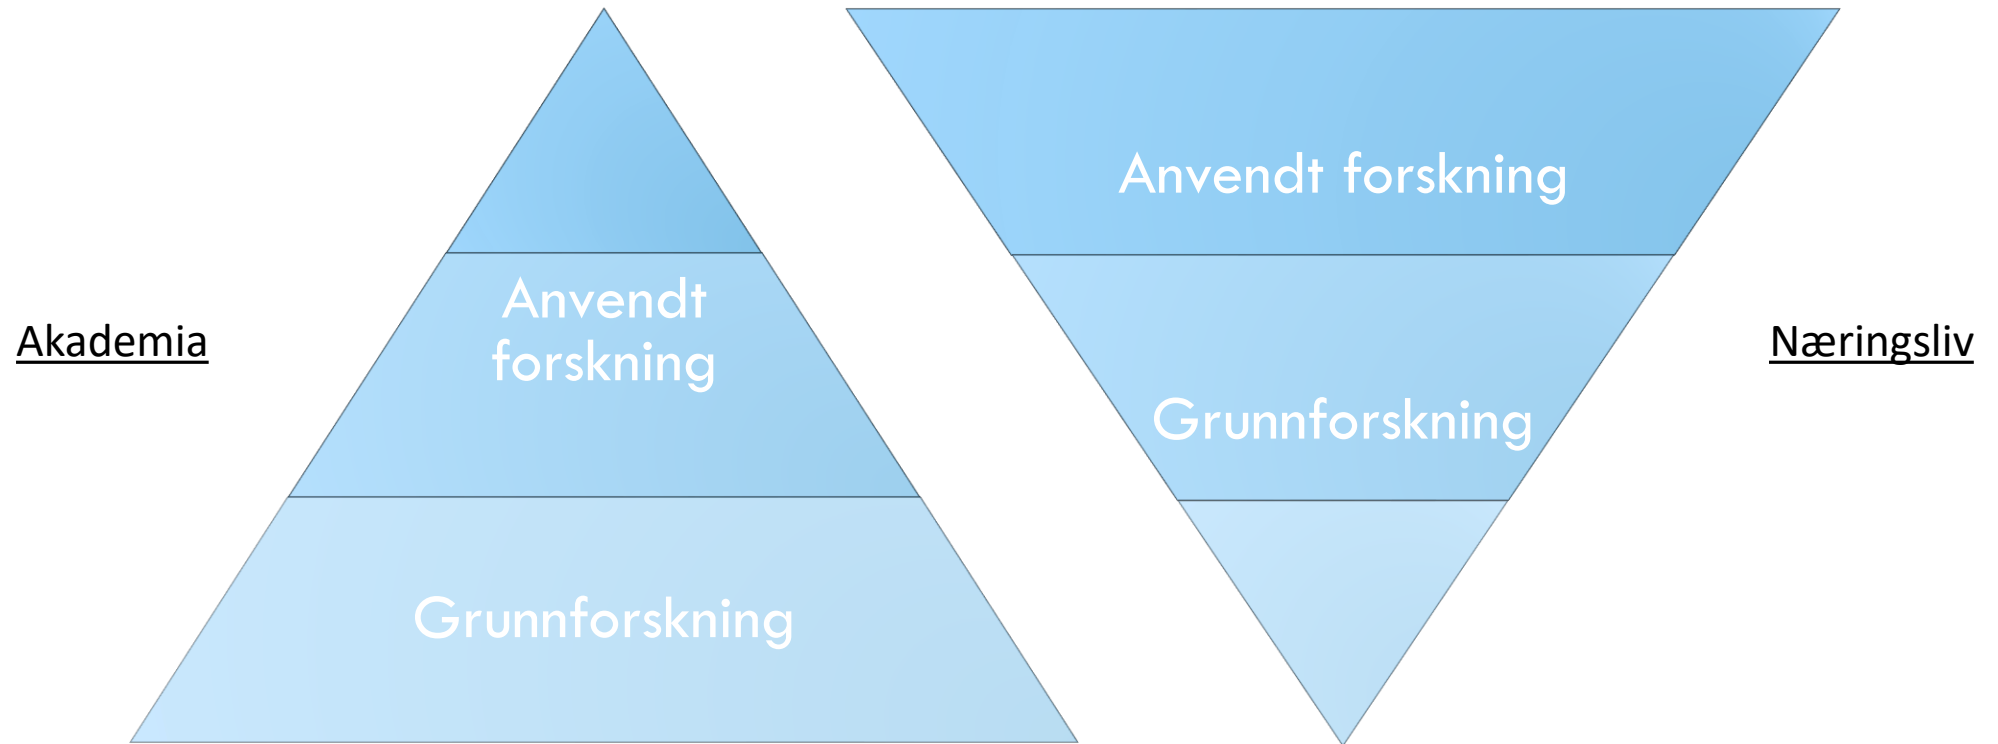 Akademia
Anvendt
forskning
Grunnforskning
Anvendt forskning
Grunnforskning
Næringsliv